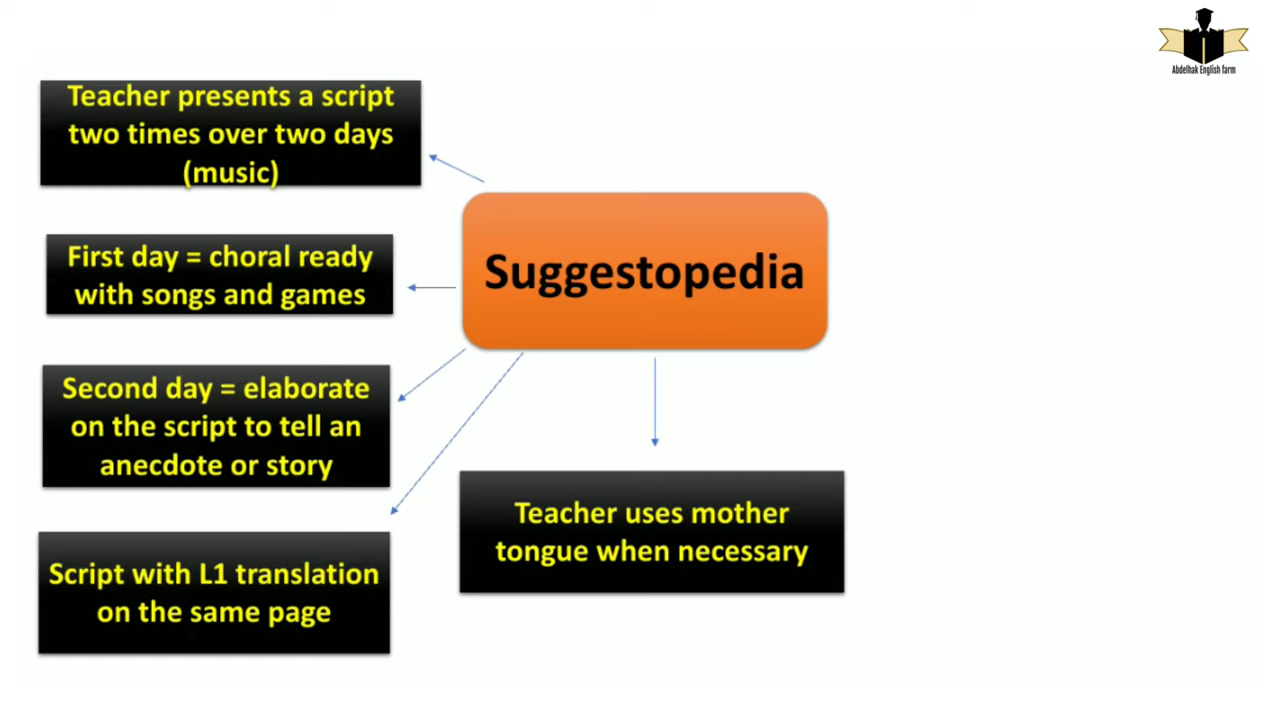 Abdelhak English farm
Teacher presents a script
two times over two days
(music)
Suggestopedia
First day = choral ready
with songs and games
Second day = elaborate
on the script to tell an
anecdote or story
Script with L1 translation
on the same page
Teacher uses mother
tongue when necessary